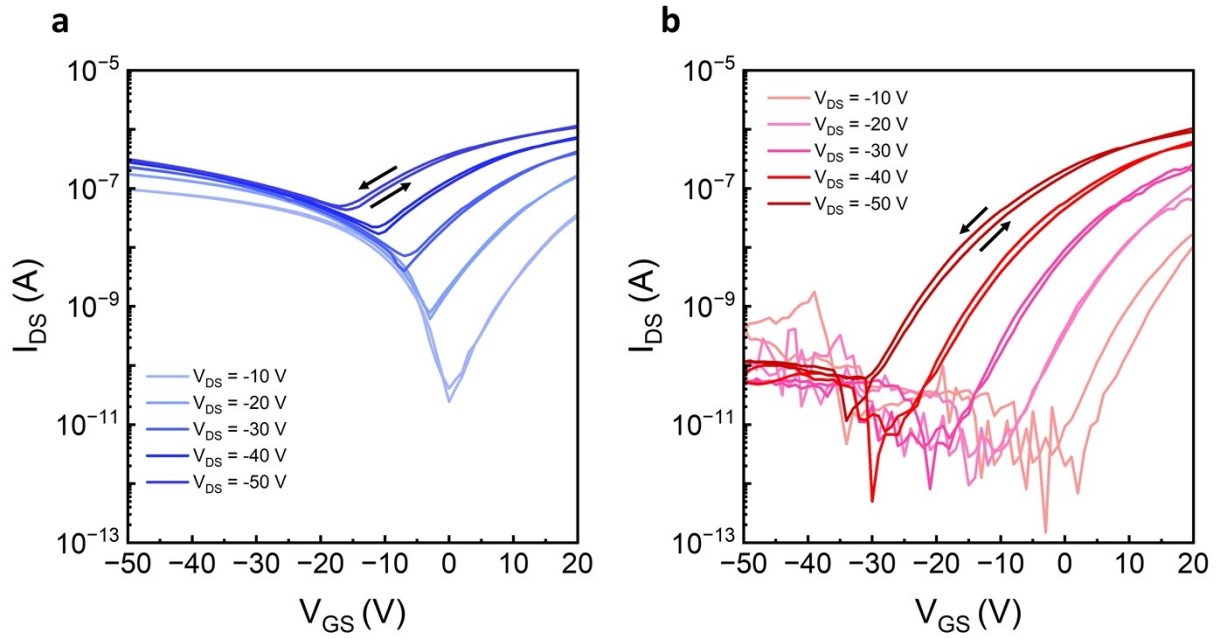 a
10⁻⁵
10⁻⁷
10⁻⁹
10⁻¹¹
10⁻¹³
I_DS (A)
V_DS = -10 V
V_DS = -20 V
V_DS = -30 V
V_DS = -40 V
V_DS = -50 V
−50 −40 −30 −20 −10 0 10 20
V_GS (V)
b
10⁻⁵
10⁻⁷
10⁻⁹
10⁻¹¹
10⁻¹³
I_DS (A)
V_DS = -10 V
V_DS = -20 V
V_DS = -30 V
V_DS = -40 V
V_DS = -50 V
−50 −40 −30 −20 −10 0 10 20
V_GS (V)